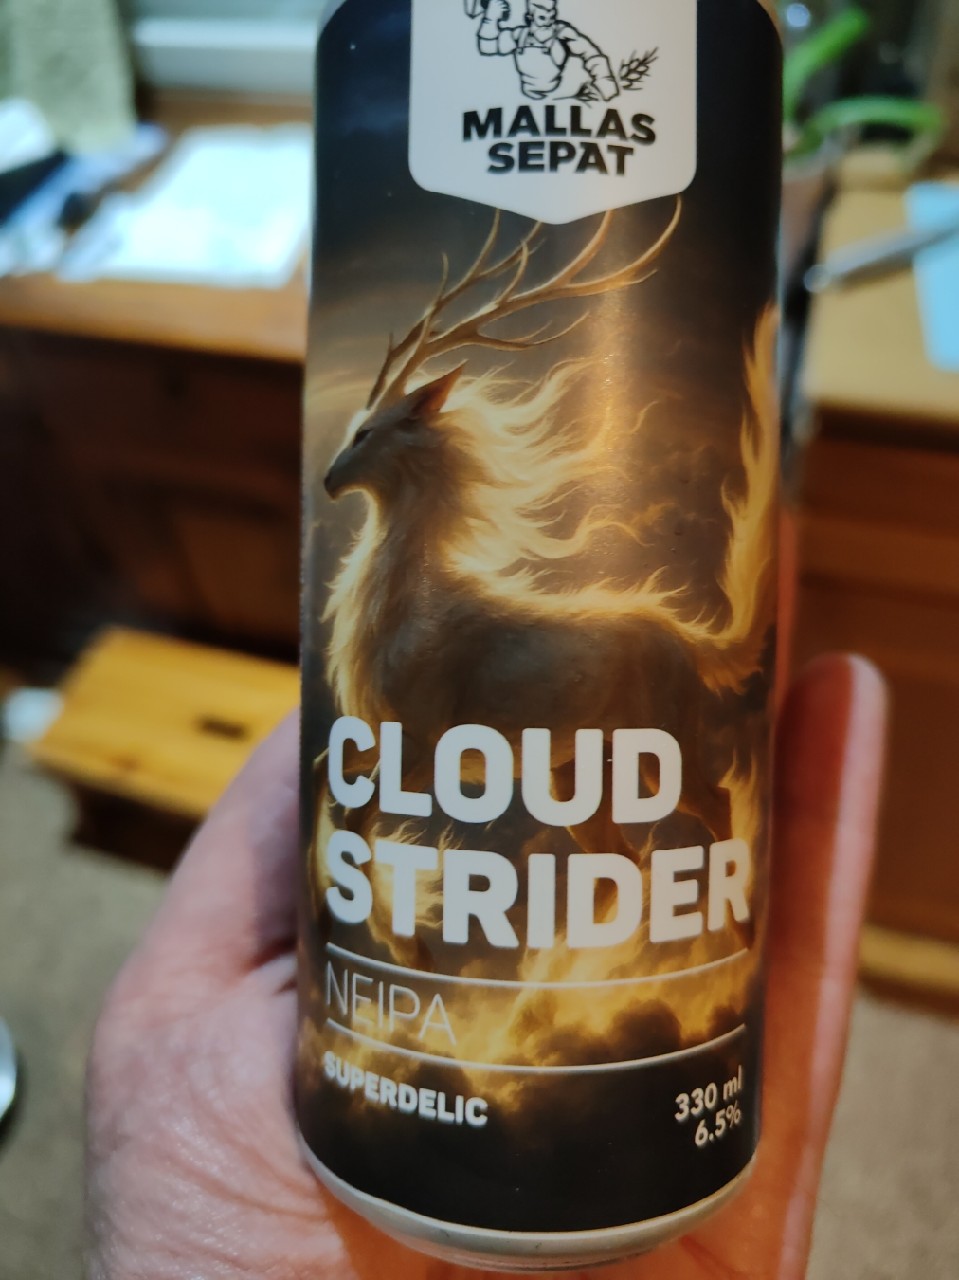 MALLAS
SEPAT
CLOUD
STRIDER
NEIPA
SUPERDELIC
330 ml
6.5%